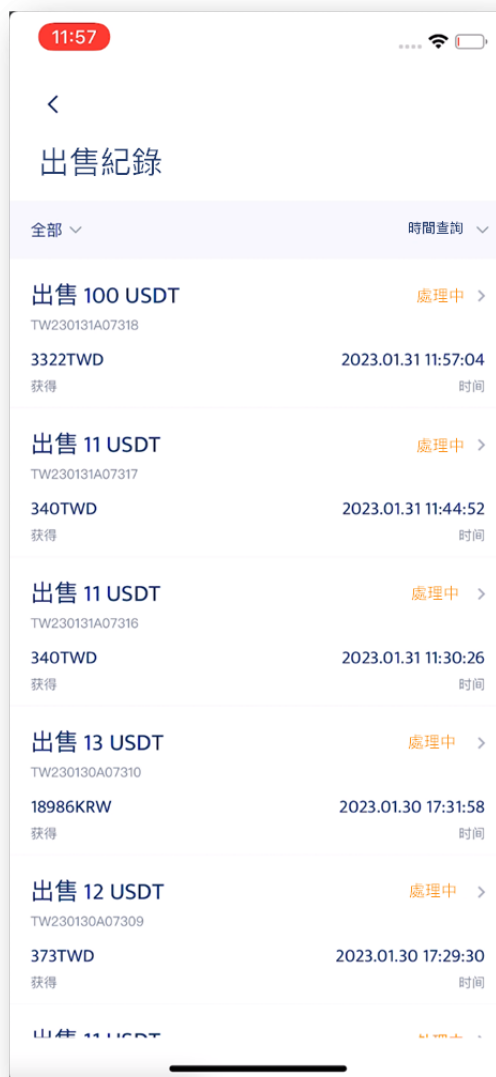 11:57
出售紀錄
全部 時間查詢
出售 100 USDT 處理中
TW230131A07318
3322TWD 2023.01.31 11:57:04
获得 时间
出售 11 USDT 處理中
TW230131A07317
340TWD 2023.01.31 11:44:52
获得 时间
出售 11 USDT 處理中
TW230131A07316
340TWD 2023.01.31 11:30:26
获得 时间
出售 13 USDT 處理中
TW230130A07310
18986KRW 2023.01.30 17:31:58
获得 时间
出售 12 USDT 處理中
TW230130A07309
373TWD 2023.01.30 17:29:30
获得 时间
出售 11 USDT